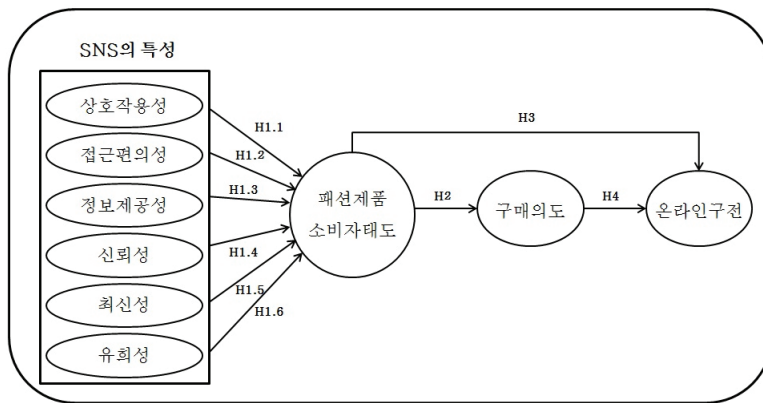 SNS의 특성
상호작용성
접근편의성
정보제공성
신뢰성
최신성
유희성
H1.1
H1.2
H1.3
H1.4
H1.5
H1.6
패션제품
소비자태도
H2
구매의도
H3
H4
온라인구전